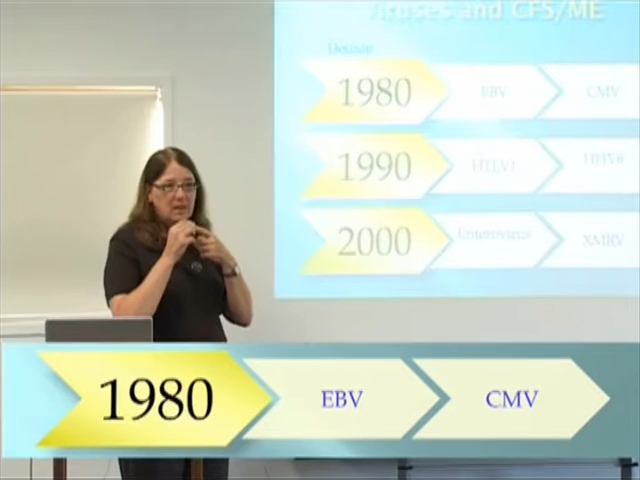 Viruses and CFS/ME
Decade
1980 EBV CMV
1990 HTLV1 HHV6
2000 Enterovirus XMRV
1980 EBV CMV